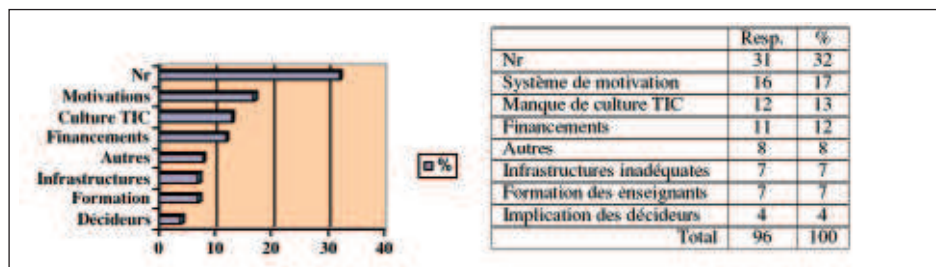 Nr
Motivations
Culture TIC
Financements
Autres
Infrastructures
Formation
Décideurs
0 10 20 30 40
%
Resp. %
Nr 31 32
Système de motivation 16 17
Manque de culture TIC 12 13
Financements 11 12
Autres 8 8
Infrastructures inadéquates 7 7
Formation des enseignants 7 7
Implication des décideurs 4 4
Total 96 100